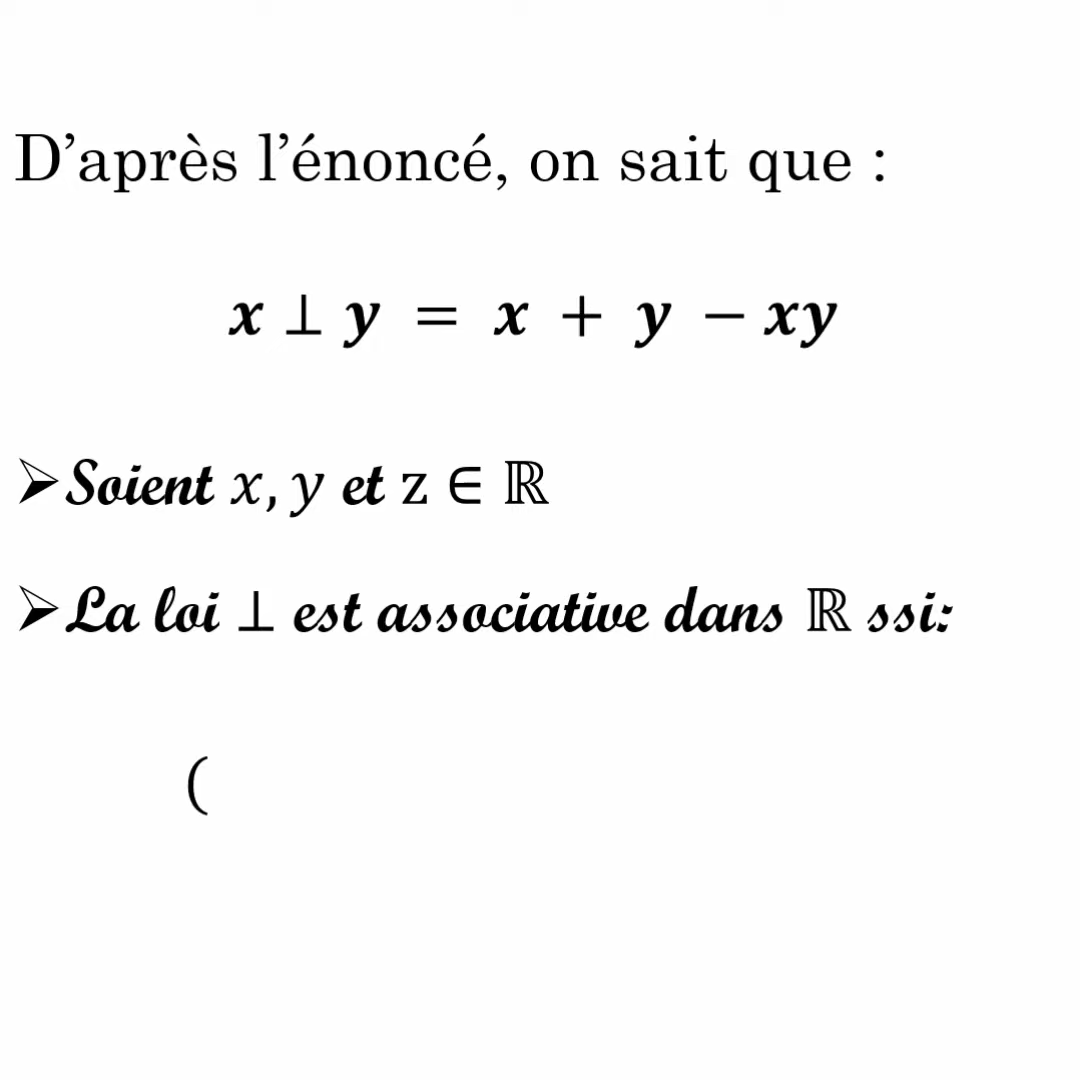 D’après l’énoncé, on sait que :
x ⊥ y = x + y − xy
➢Soient x, y et z ∈ ℝ
➢La loi ⊥ est associative dans ℝ ssi:
(